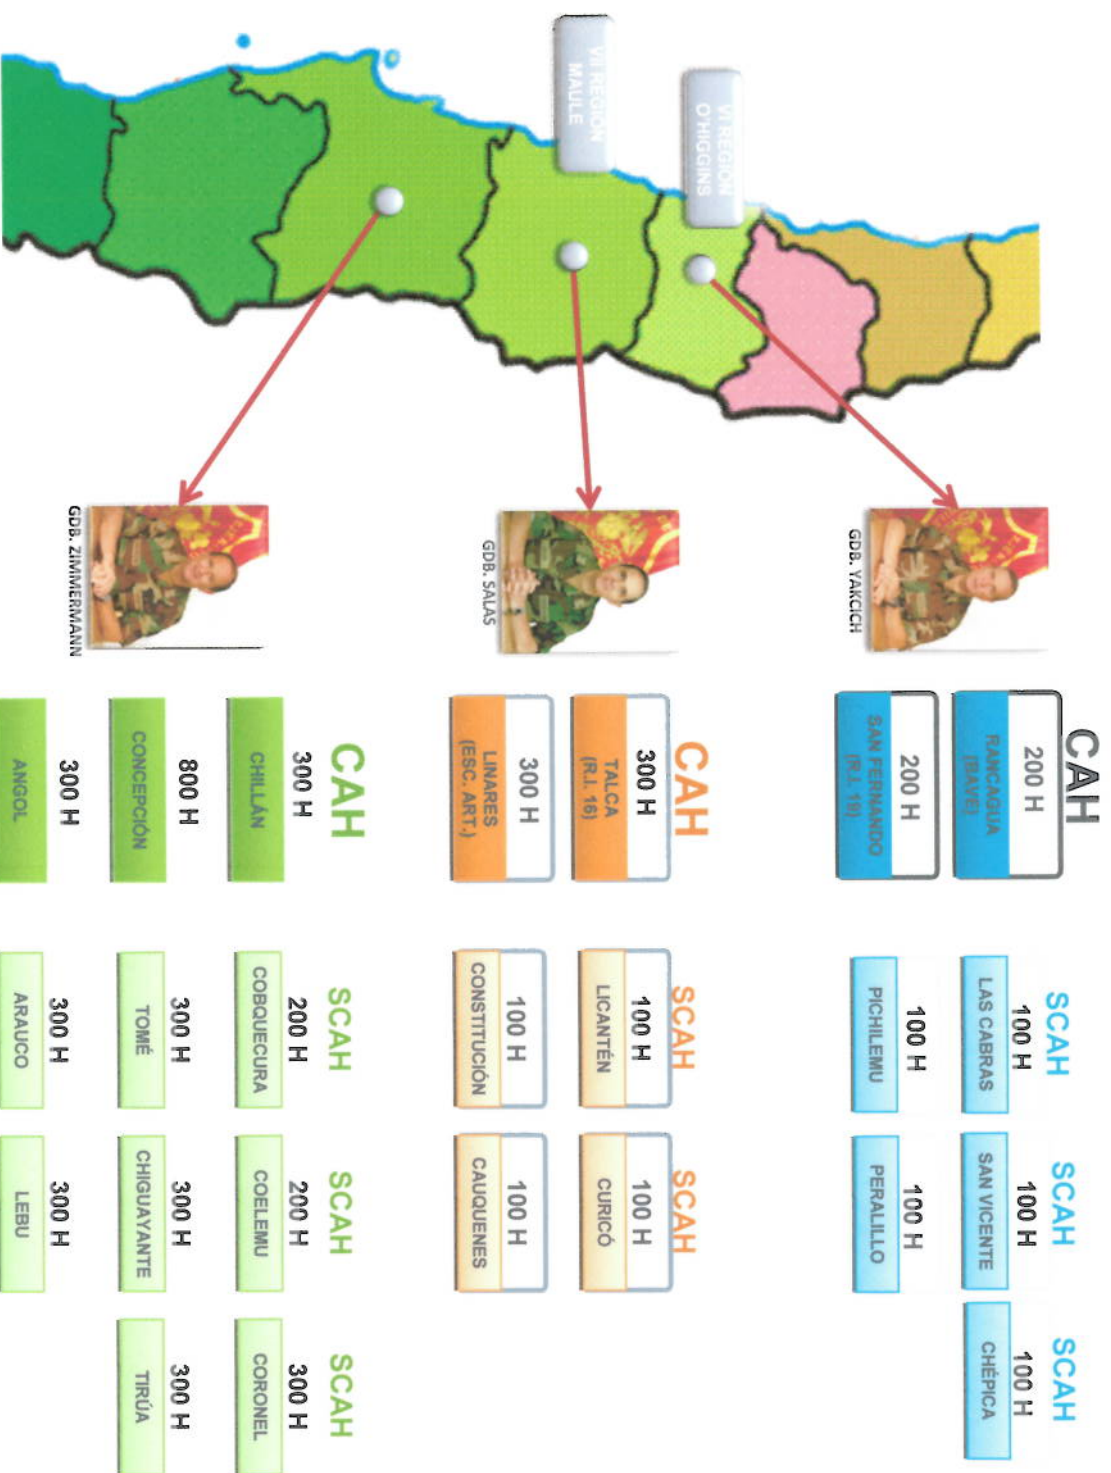 VI REGIÓN
O'HIGGINS
VII REGIÓN
MAULE
GDB. YAKCICH
CAH
200 H
RANCAGUA
(BAVE)
200 H
SAN FERNANDO
(R.I. 19)
SCAH
SCAH
SCAH
100 H
LAS CABRAS
100 H
SAN VICENTE
100 H
CHÉPICA
100 H
PICHILEMU
100 H
PERALILLO
GDB. SALAS
CAH
300 H
TALCA
(R.I. 16)
300 H
LINARES
(ESC. ART.)
SCAH
SCAH
100 H
LICANTÉN
100 H
CURICÓ
100 H
CONSTITUCIÓN
100 H
CAUQUENES
GDB. ZIMMERMANN
CAH
300 H
CHILLÁN
800 H
CONCEPCIÓN
300 H
ANGOL
SCAH
SCAH
SCAH
200 H
COBQUECURA
200 H
COELEMU
300 H
CORONEL
300 H
TOMÉ
300 H
CHIGUAYANTE
300 H
TIRÚA
300 H
ARAUCO
300 H
LEBU